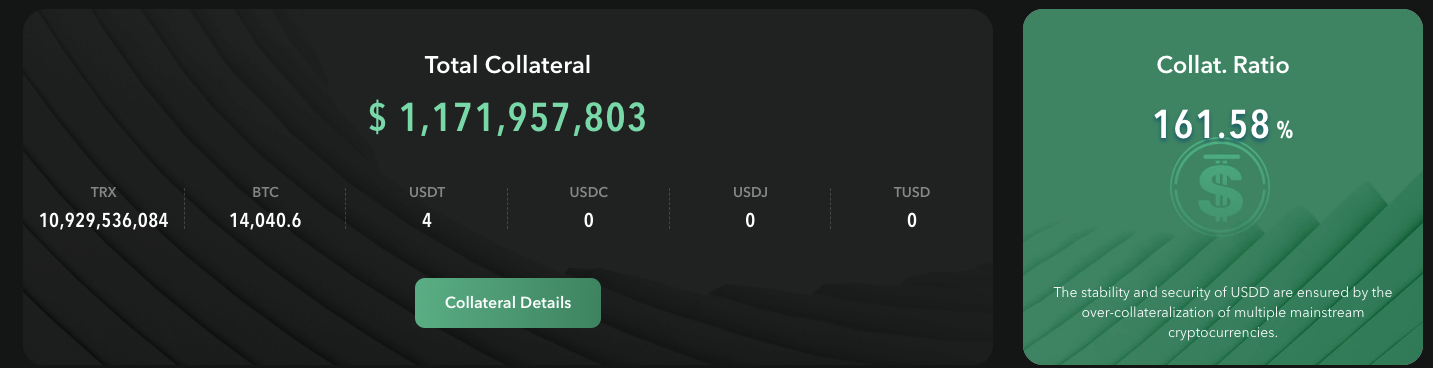 Total Collateral
$ 1,171,957,803
TRX
10,929,536,084
BTC
14,040.6
USDT
4
USDC
0
USDJ
0
TUSD
0
Collateral Details
Collat. Ratio
161.58 %
$
The stability and security of USDD are ensured by the
over-collateralization of multiple mainstream
cryptocurrencies.